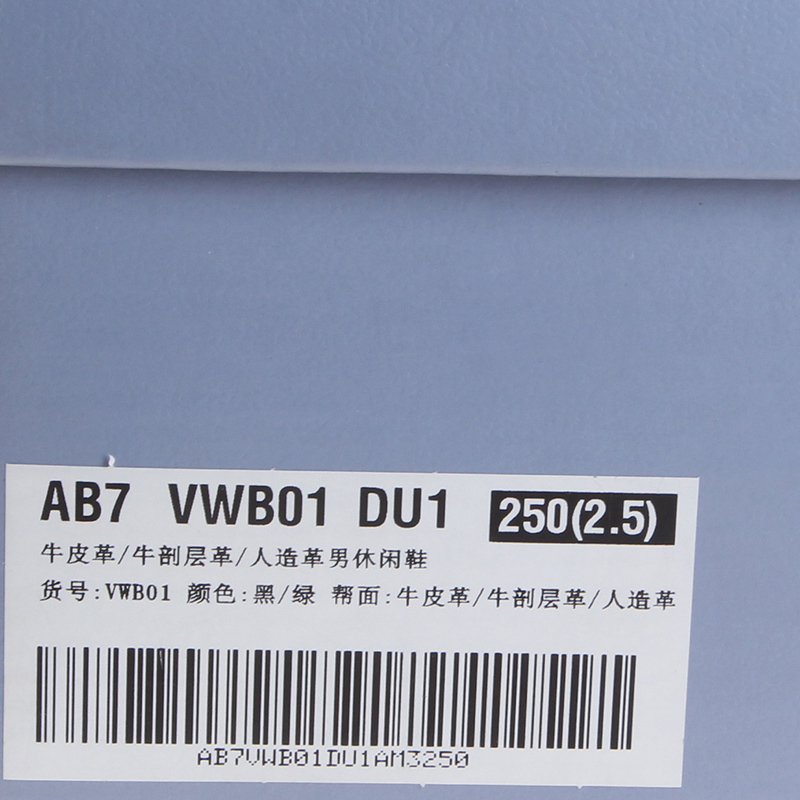 AB7 VWB01 DU1 250(2.5)
牛皮革/牛剖层革/人造革男休闲鞋
货号:VWB01 颜色:黑/绿 帮面:牛皮革/牛剖层革/人造革
AB7VWB01DU1AM3250